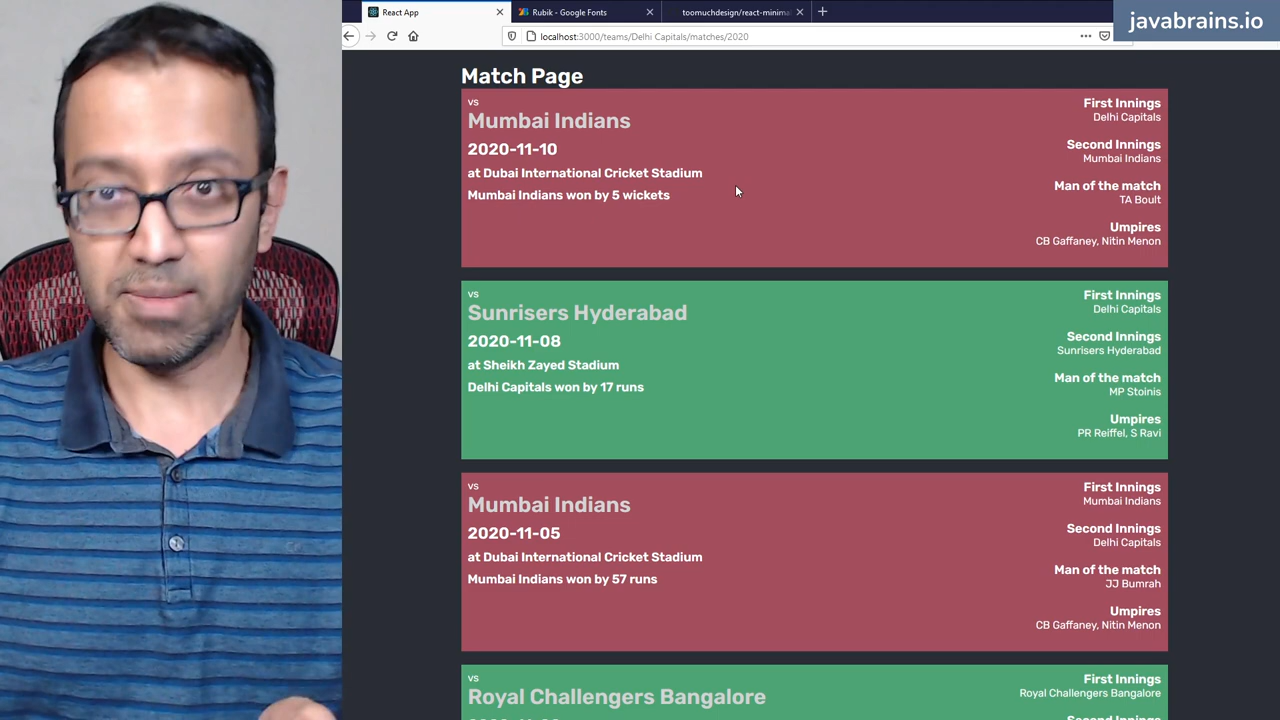 React App
Rubik - Google Fonts
toomuchdesign/react-minimal
javabrains.io
localhost:3000/teams/Delhi Capitals/matches/2020
Match Page
vs
Mumbai Indians
2020-11-10
at Dubai International Cricket Stadium
Mumbai Indians won by 5 wickets
First Innings
Delhi Capitals
Second Innings
Mumbai Indians
Man of the match
TA Boult
Umpires
CB Gaffaney, Nitin Menon
vs
Sunrisers Hyderabad
2020-11-08
at Sheikh Zayed Stadium
Delhi Capitals won by 17 runs
First Innings
Delhi Capitals
Second Innings
Sunrisers Hyderabad
Man of the match
MP Stoinis
Umpires
PR Reiffel, S Ravi
vs
Mumbai Indians
2020-11-05
at Dubai International Cricket Stadium
Mumbai Indians won by 57 runs
First Innings
Mumbai Indians
Second Innings
Delhi Capitals
Man of the match
JJ Bumrah
Umpires
CB Gaffaney, Nitin Menon
vs
Royal Challengers Bangalore
First Innings
Royal Challengers Bangalore